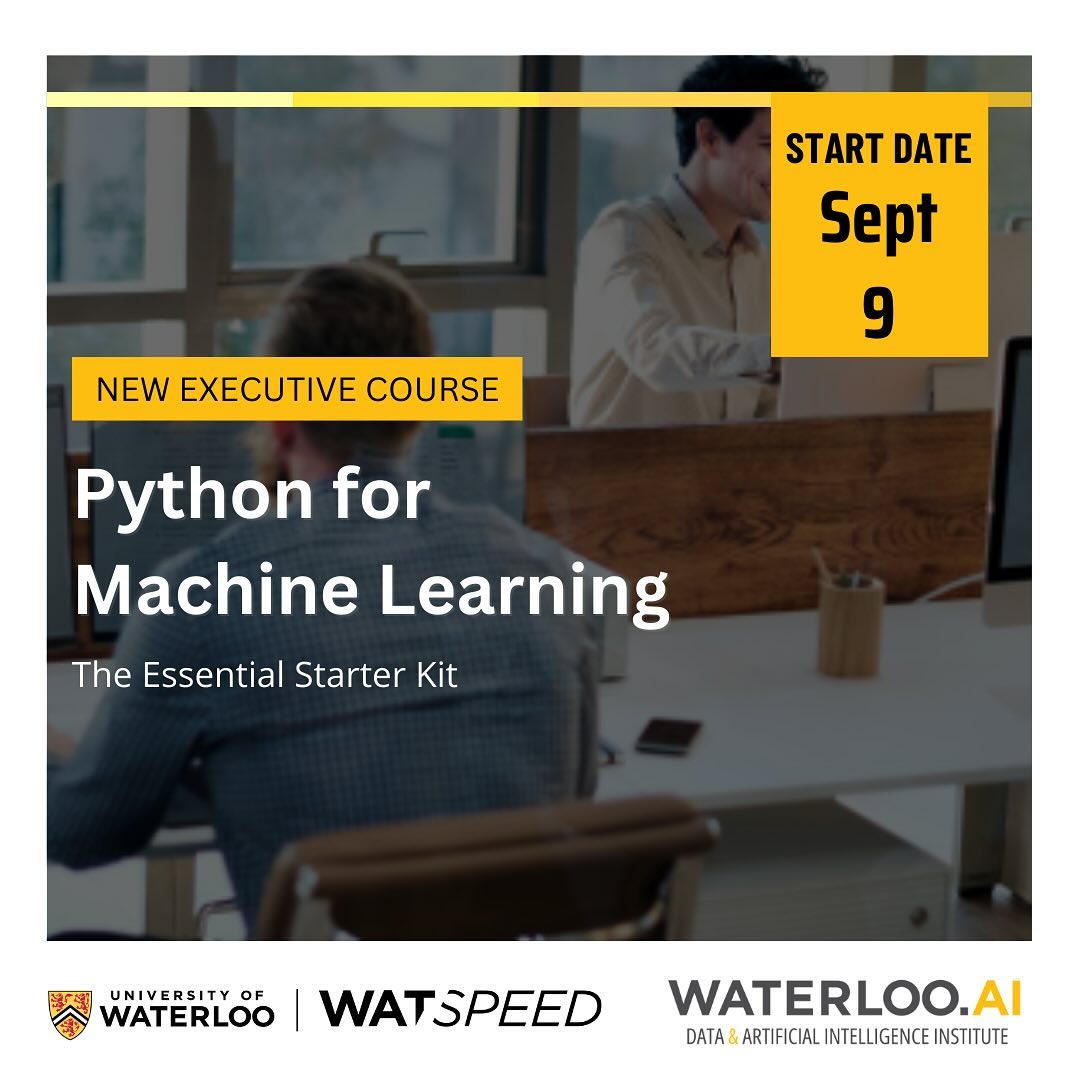 START DATE
Sept
9
NEW EXECUTIVE COURSE
Python for
Machine Learning
The Essential Starter Kit
UNIVERSITY OF
WATERLOO
WATSPEED
WATERLOO.AI
DATA & ARTIFICIAL INTELLIGENCE INSTITUTE